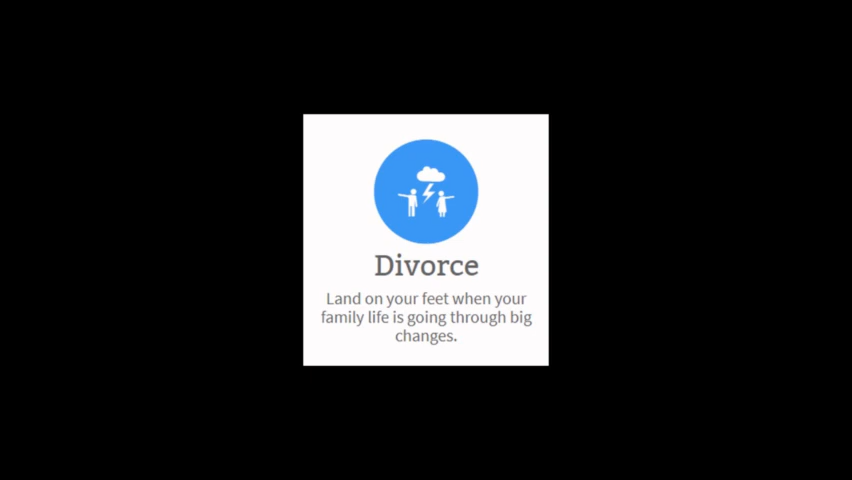 Divorce
Land on your feet when your
family life is going through big
changes.